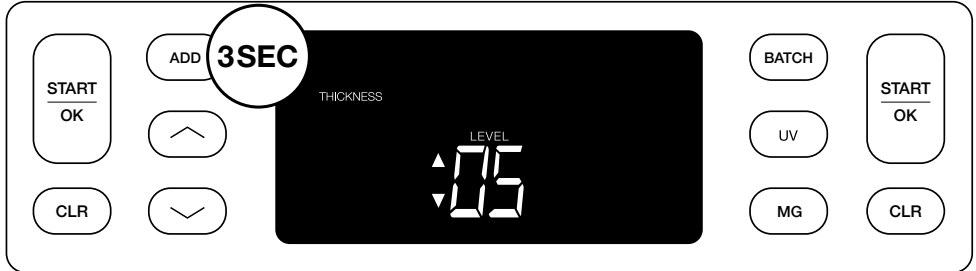 START
OK
CLR
ADD
3SEC
THICKNESS
LEVEL
05
BATCH
UV
MG
START
OK
CLR